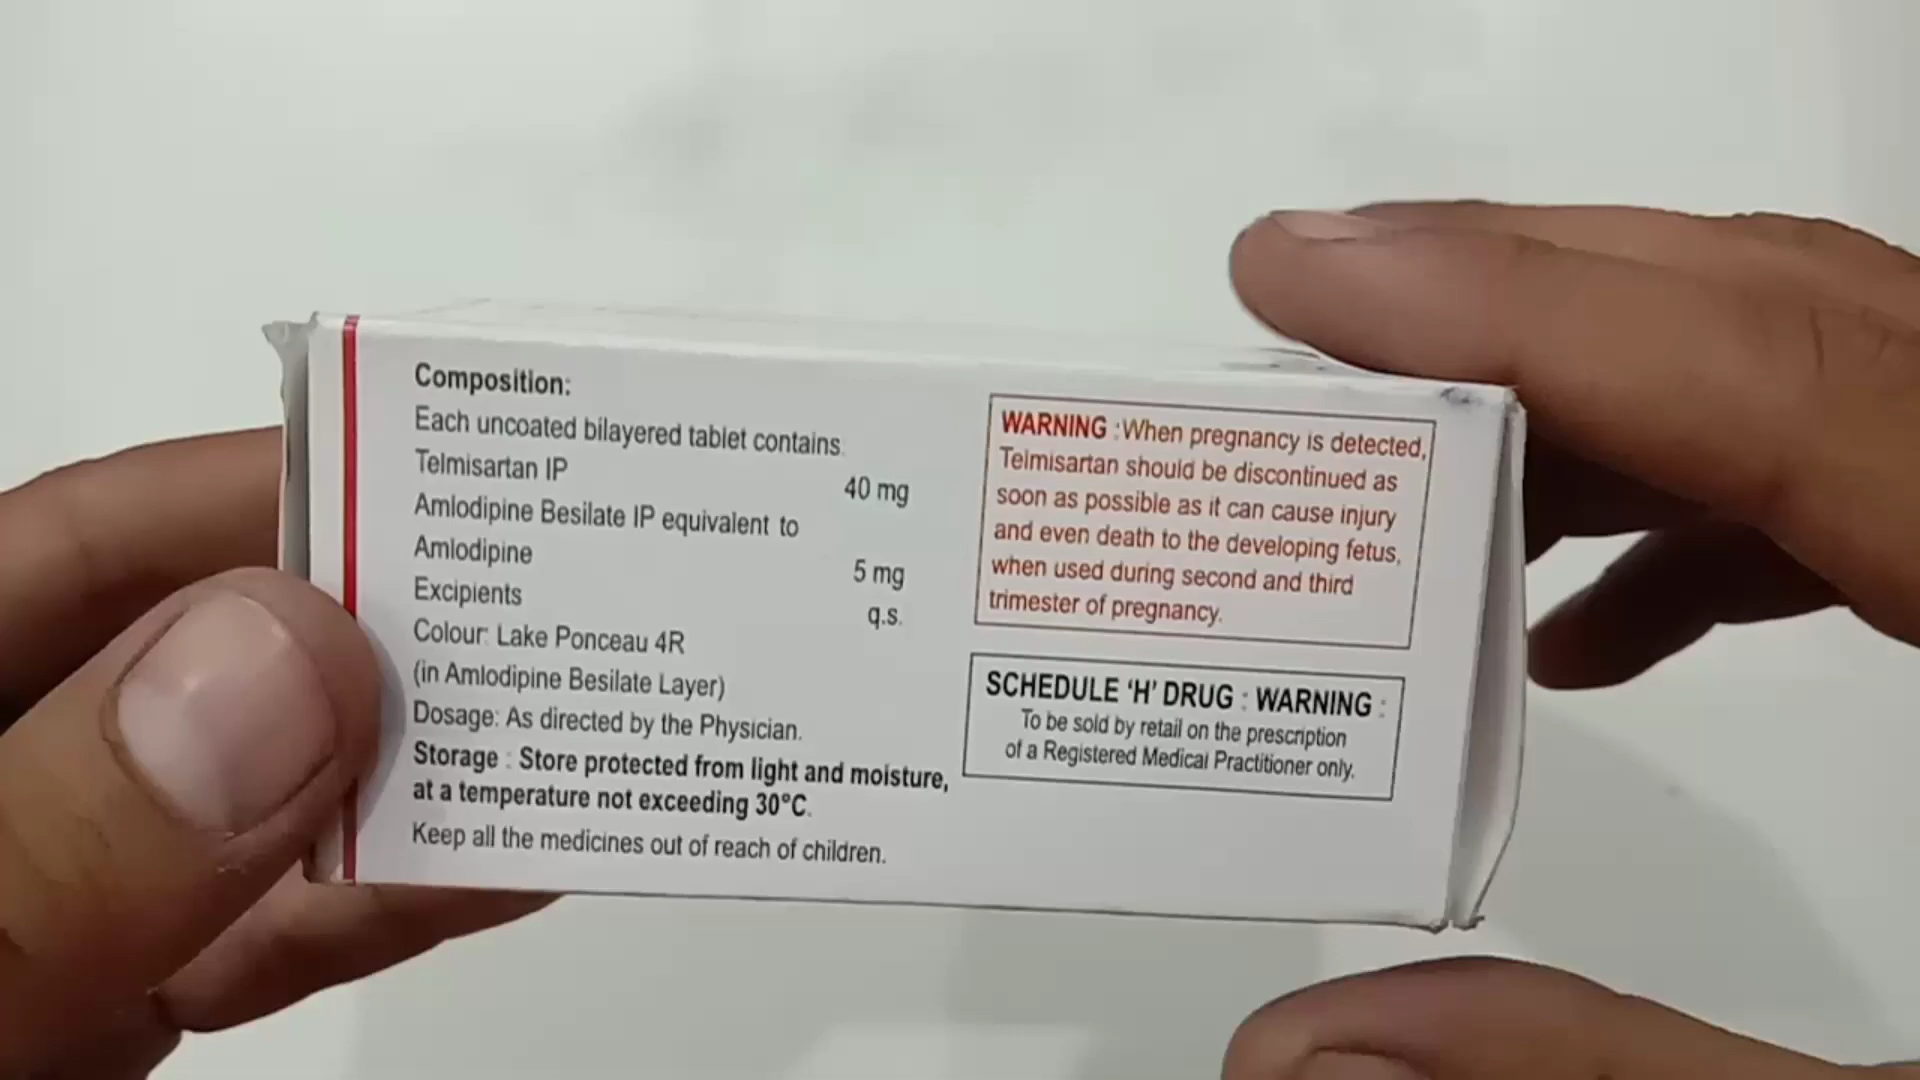 Composition:
Each uncoated bilayered tablet contains:
Telmisartan IP 40 mg
Amlodipine Besilate IP equivalent to
Amlodipine 5 mg
Excipients q.s.
Colour: Lake Ponceau 4R
(in Amlodipine Besilate Layer)
Dosage: As directed by the Physician.
Storage : Store protected from light and moisture,
at a temperature not exceeding 30°C.
Keep all the medicines out of reach of children.
WARNING :When pregnancy is detected,
Telmisartan should be discontinued as
soon as possible as it can cause injury
and even death to the developing fetus,
when used during second and third
trimester of pregnancy.
SCHEDULE 'H' DRUG : WARNING :
To be sold by retail on the prescription
of a Registered Medical Practitioner only.